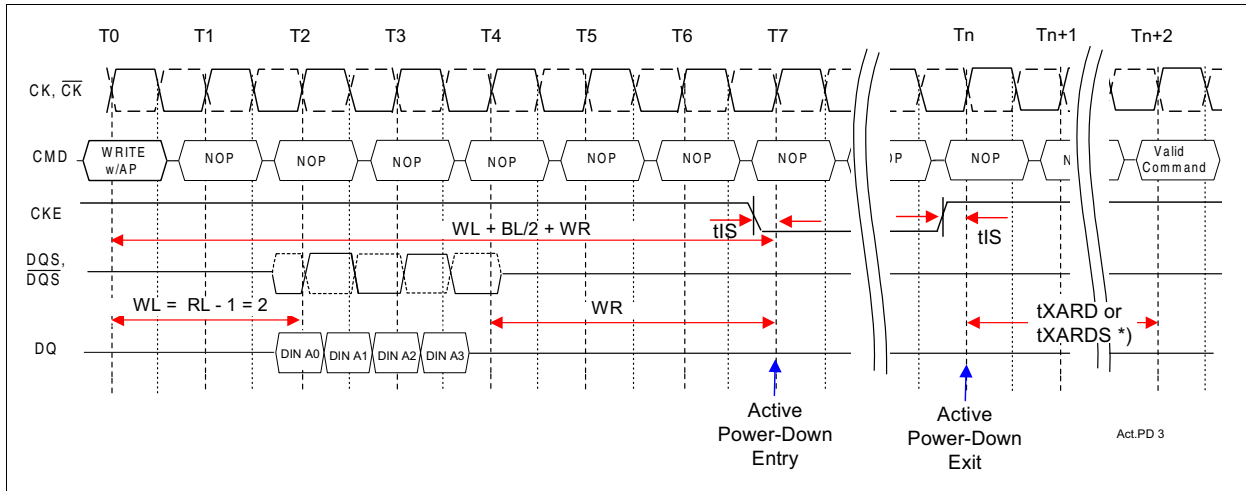 T0 T1 T2 T3 T4 T5 T6 T7 Tn Tn+1 Tn+2
CK, CK
CMD WRITE w/AP NOP NOP NOP NOP NOP NOP NOP OP NOP N Valid Command
CKE
WL + BL/2 + WR
tIS
tIS
DQS,
DQS
WL = RL - 1 = 2
WR
tXARD or
tXARDS *)
DQ DIN A0 DIN A1 DIN A2 DIN A3
Active
Power-Down
Entry
Active
Power-Down
Exit
Act.PD 3